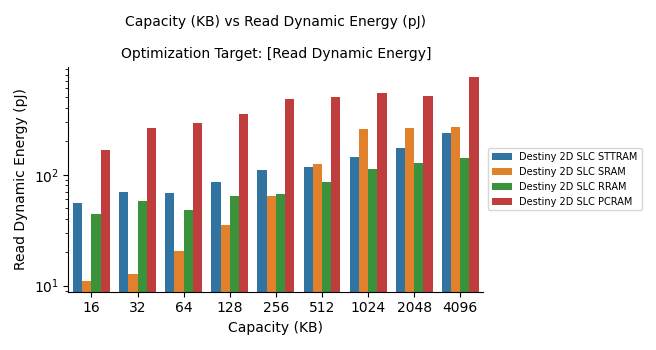 Capacity (KB) vs Read Dynamic Energy (pJ)
Optimization Target: [Read Dynamic Energy]
Read Dynamic Energy (pJ)
10²
10¹
16 32 64 128 256 512 1024 2048 4096
Capacity (KB)
Destiny 2D SLC STTRAM
Destiny 2D SLC SRAM
Destiny 2D SLC RRAM
Destiny 2D SLC PCRAM